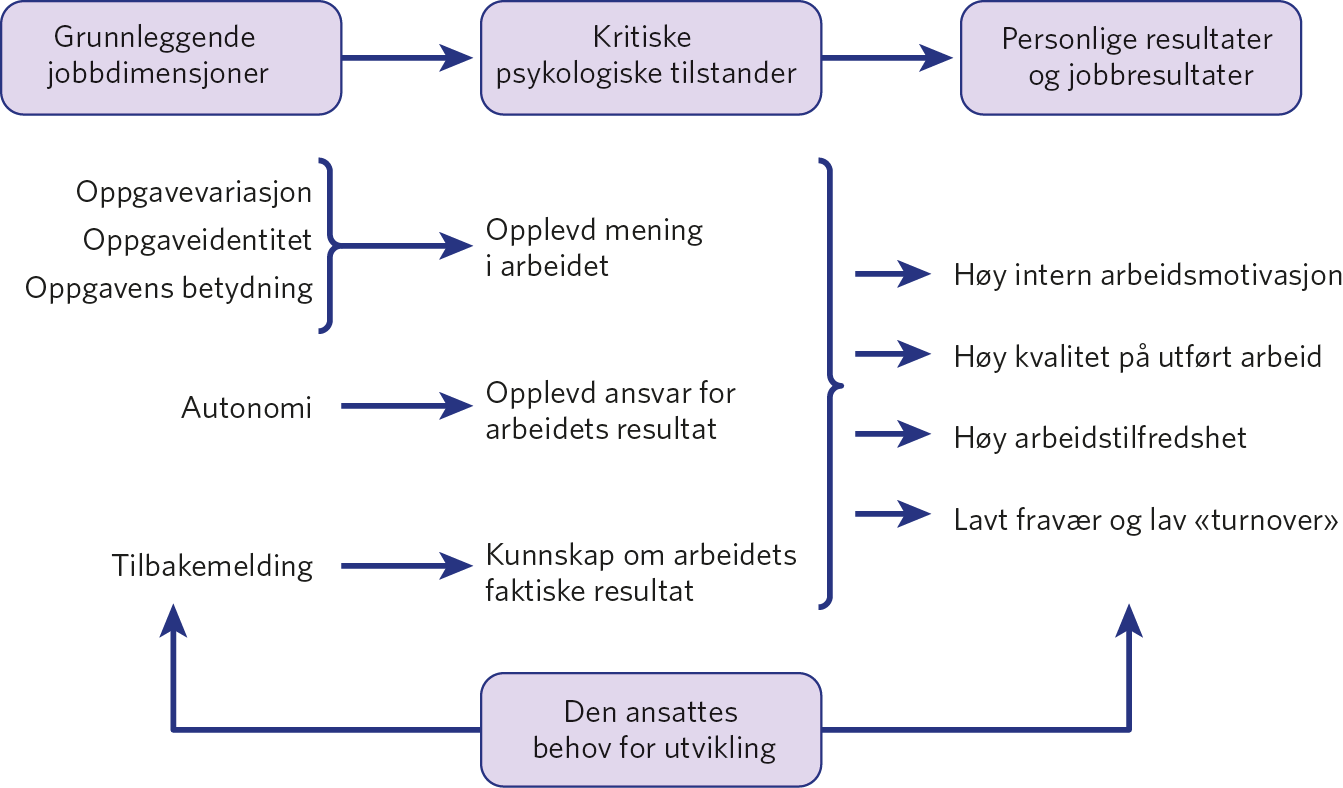 Grunnleggende
jobbdimensjoner
Kritiske
psykologiske tilstander
Personlige resultater
og jobbresultater
Oppgavevariasjon
Oppgaveidentitet
Oppgavens betydning
Opplevd mening
i arbeidet
Autonomi
Opplevd ansvar for
arbeidets resultat
Tilbakemelding
Kunnskap om arbeidets
faktiske resultat
Høy intern arbeidsmotivasjon
Høy kvalitet på utført arbeid
Høy arbeidstilfredshet
Lavt fravær og lav «turnover»
Den ansattes
behov for utvikling